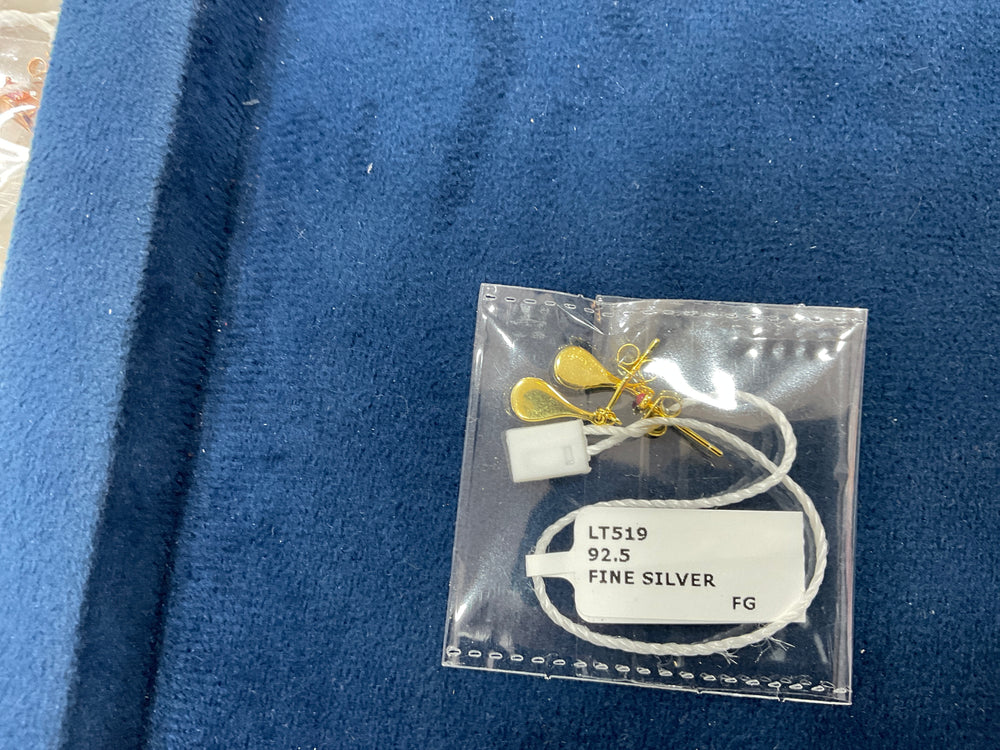 LT519
92.5
FINE SILVER
FG